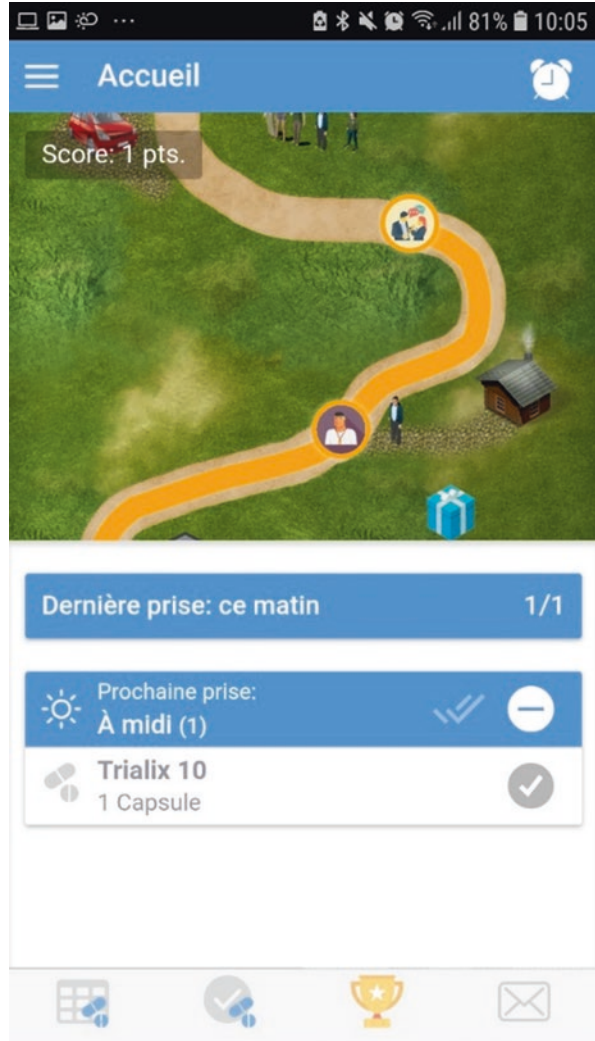 81% 10:05
Accueil
Score: 1 pts.
Dernière prise: ce matin 1/1
Prochaine prise:
À midi (1)
Trialix 10
1 Capsule